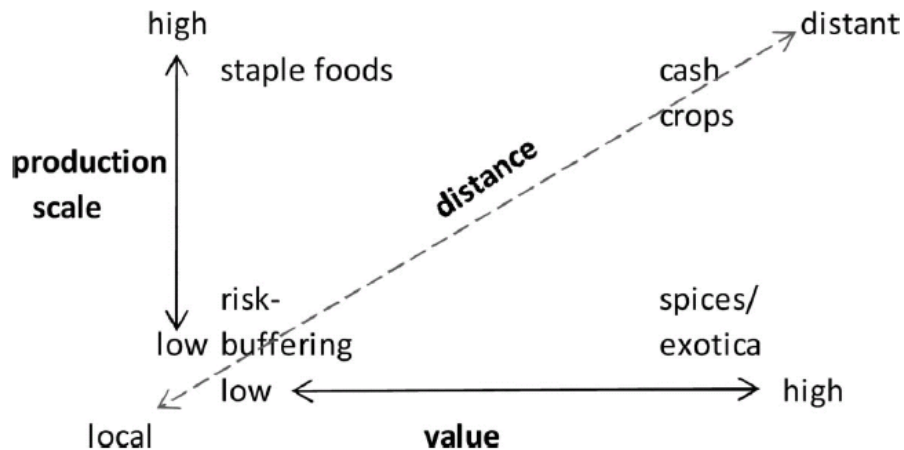 high
distant
staple foods
cash
crops
production
scale
distance
risk-
buffering
spices/
exotica
low
low
high
local
value